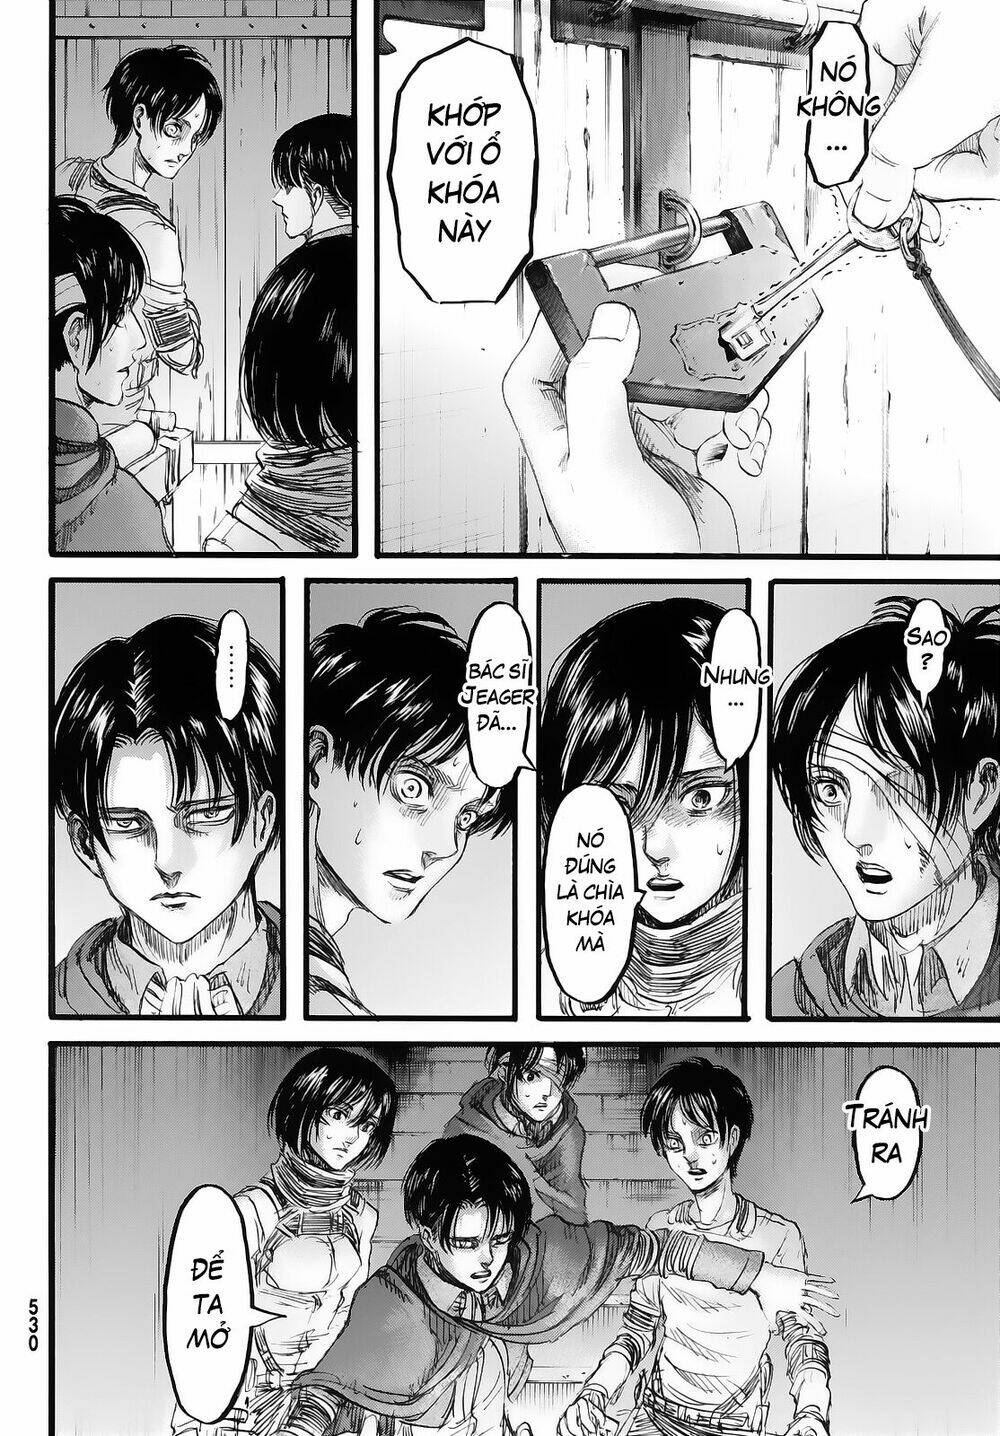 NÓ
KHÔNG
...
KHỚP
VỚI Ổ
KHÓA
NÀY
SAO
?
NHƯNG
...
NÓ
ĐÚNG
LÀ CHÌA
KHÓA
MÀ
BÁC SĨ
JEAGER
ĐÃ...
......
TRÁNH
RA
ĐỂ
TA
MỞ
530